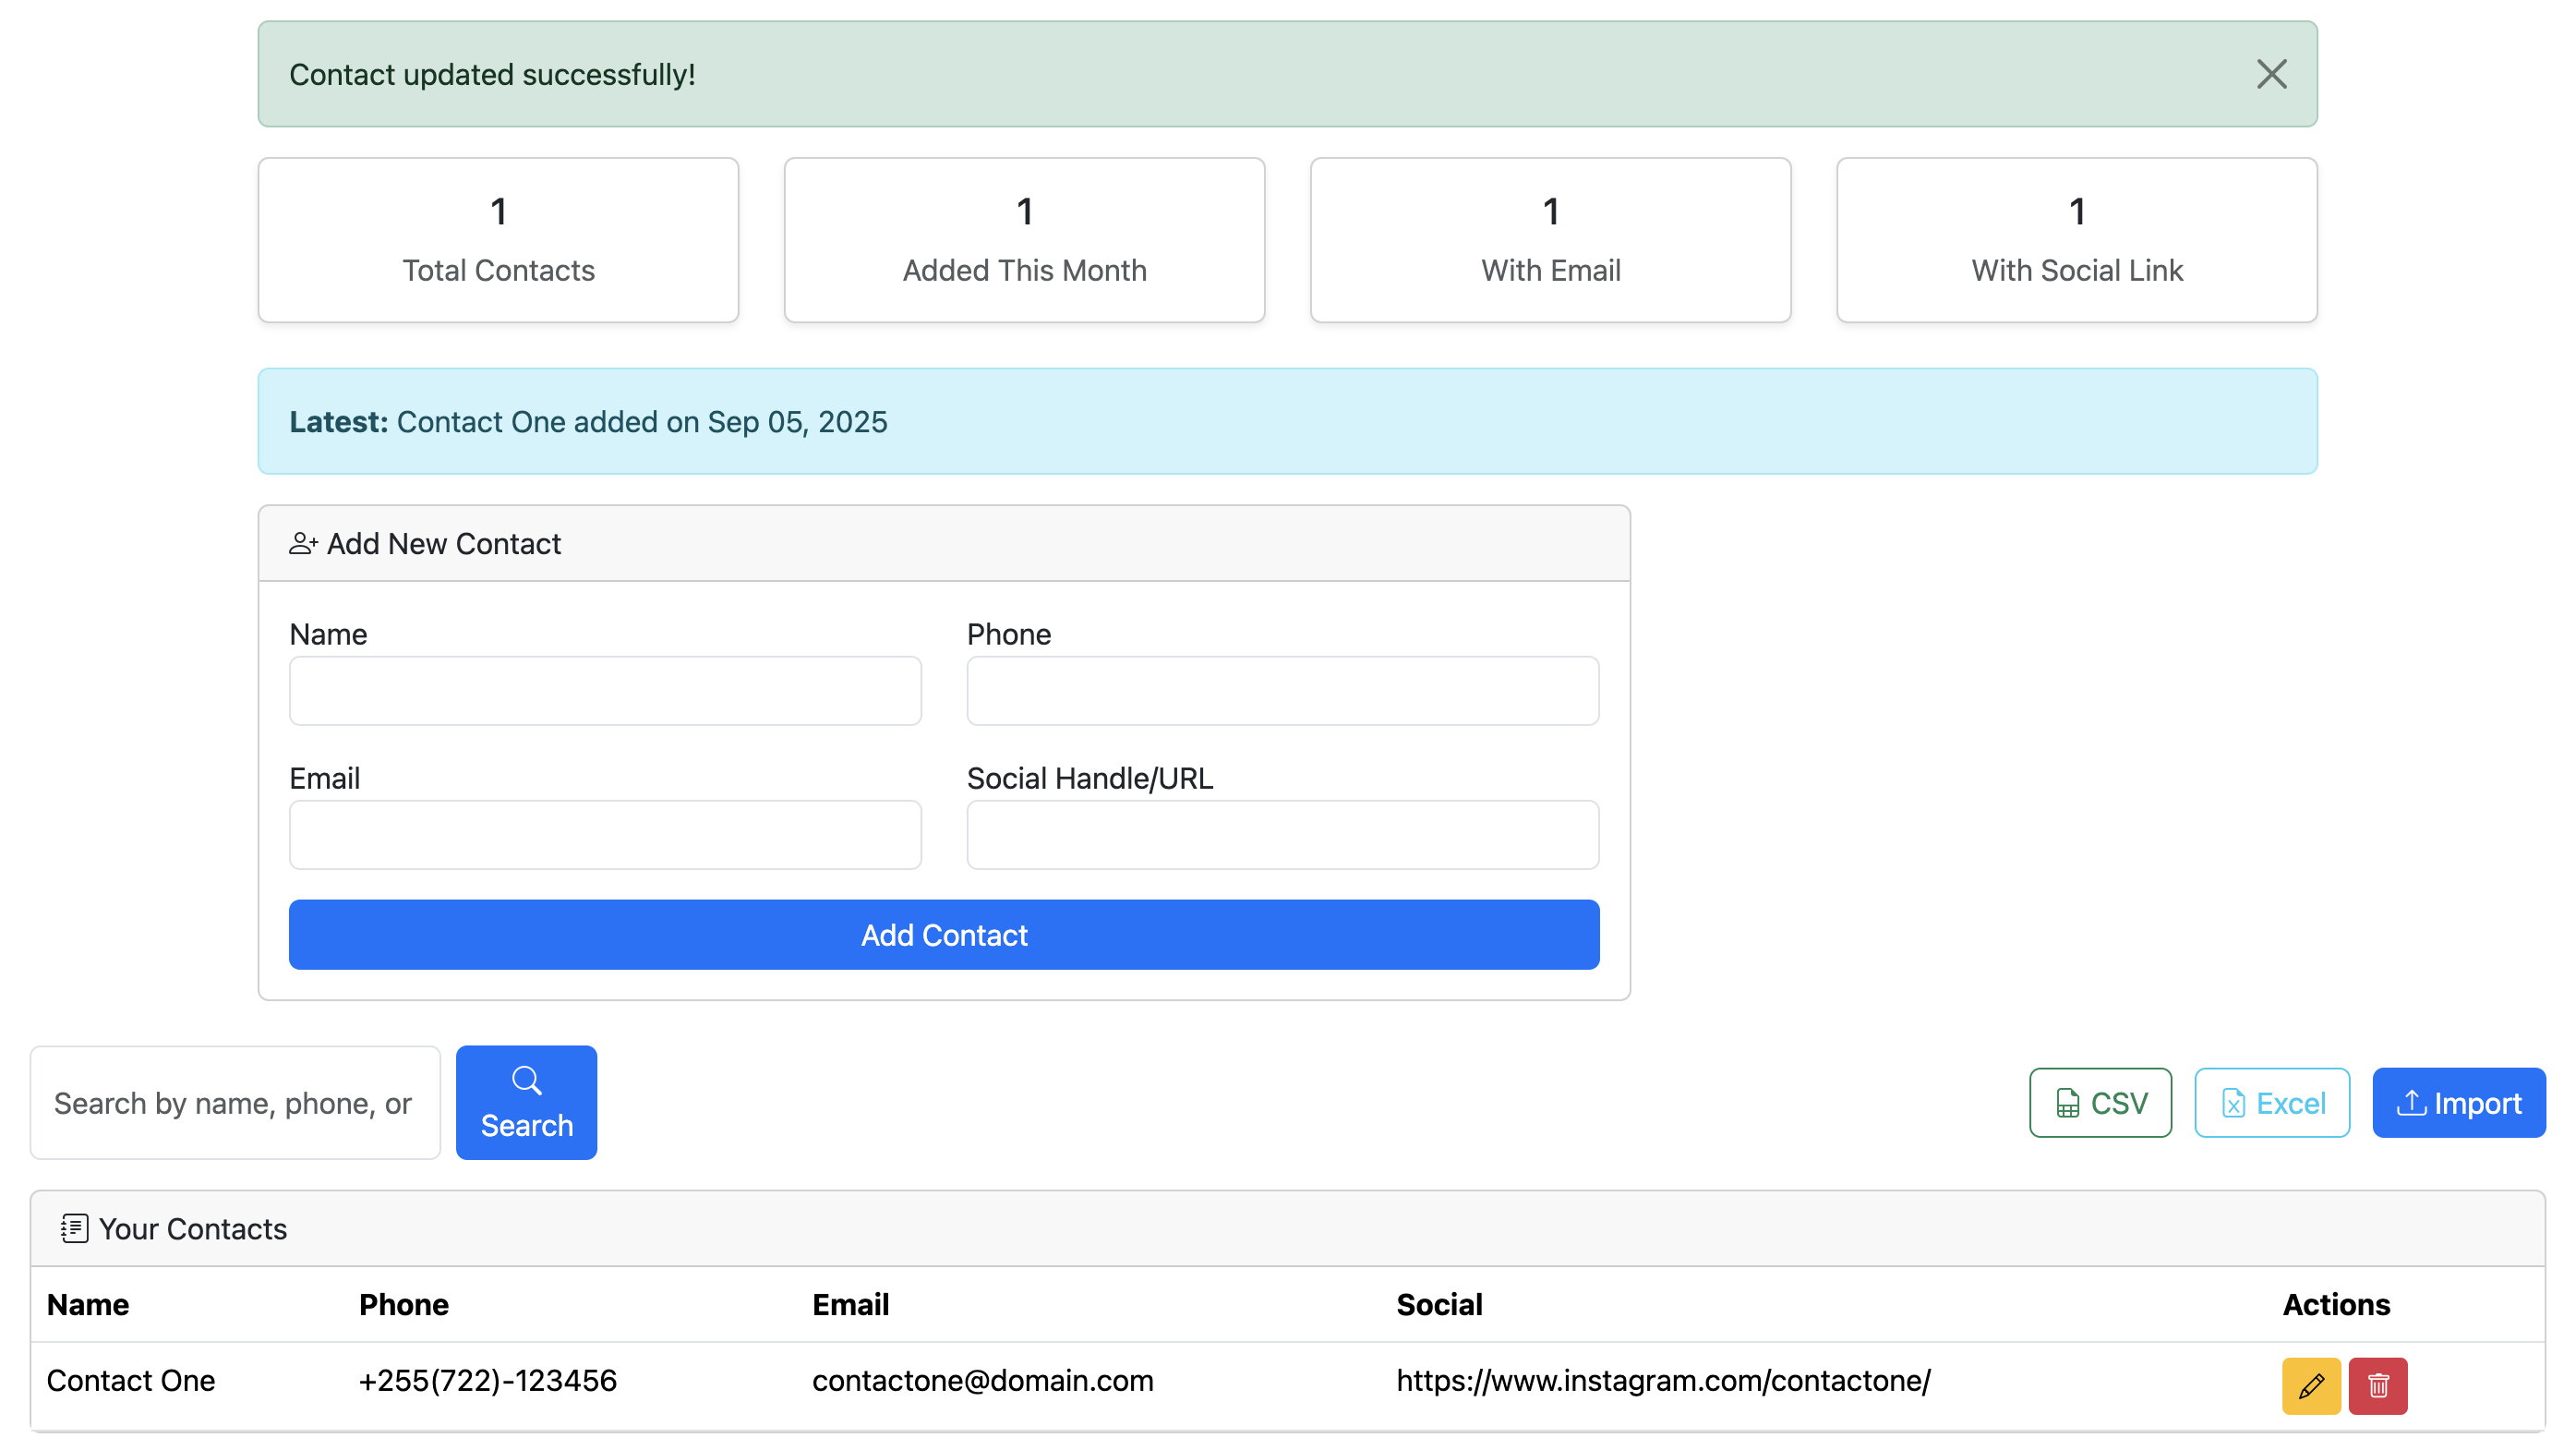 Contact updated successfully!
1
Total Contacts
1
Added This Month
1
With Email
1
With Social Link
Latest: Contact One added on Sep 05, 2025
Add New Contact
Name
Phone
Email
Social Handle/URL
Add Contact
Search by name, phone, or
Search
CSV
Excel
Import
Your Contacts
Name Phone Email Social Actions
Contact One +255(722)-123456 contactone@domain.com https://www.instagram.com/contactone/